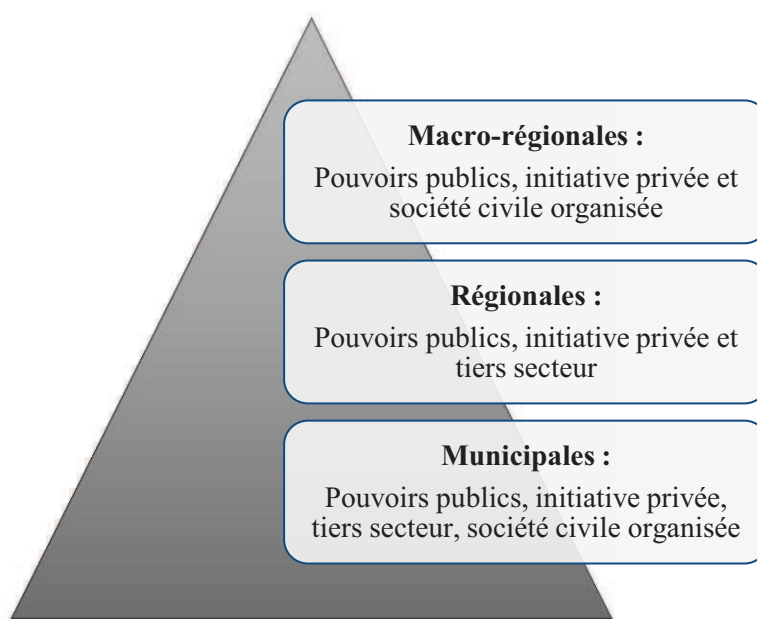 Macro-régionales :
Pouvoirs publics, initiative privée et
société civile organisée
Régionales :
Pouvoirs publics, initiative privée et
tiers secteur
Municipales :
Pouvoirs publics, initiative privée,
tiers secteur, société civile organisée